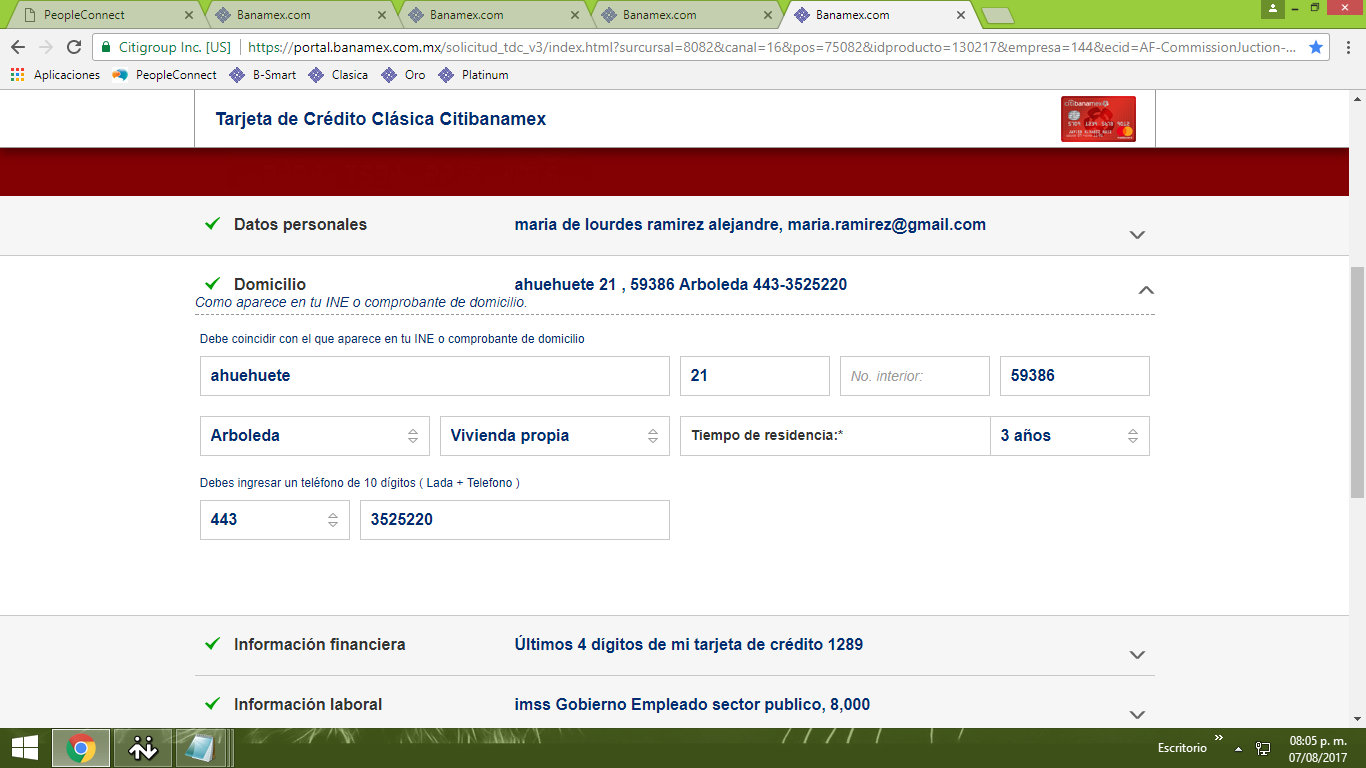 PeopleConnect
Banamex.com
Banamex.com
Banamex.com
Banamex.com
Citigroup Inc. [US] https://portal.banamex.com.mx/solicitud_tdc_v3/index.html?sursural=8082&canal=16&pos=75082&idproducto=130217&empresa=144&ecid=AF-CommissionJuction-...
Aplicaciones PeopleConnect B-Smart Clasica Oro Platinum
Tarjeta de Crédito Clásica Citibanamex
citibanamex
Datos personales maria de lourdes ramirez alejandre, maria.ramirez@gmail.com
Domicilio ahuehuete 21 , 59386 Arboleda 443-3525220
Como aparece en tu INE o comprobante de domicilio.
Debe coincidir con el que aparece en tu INE o comprobante de domicilio
ahuehuete 21 No. interior: 59386
Arboleda Vivienda propia Tiempo de residencia:* 3 años
Debes ingresar un teléfono de 10 dígitos ( Lada + Telefono )
443 3525220
Información financiera Últimos 4 dígitos de mi tarjeta de crédito 1289
Información laboral imss Gobierno Empleado sector publico, 8,000
Escritorio
08:05 p. m.
07/08/2017